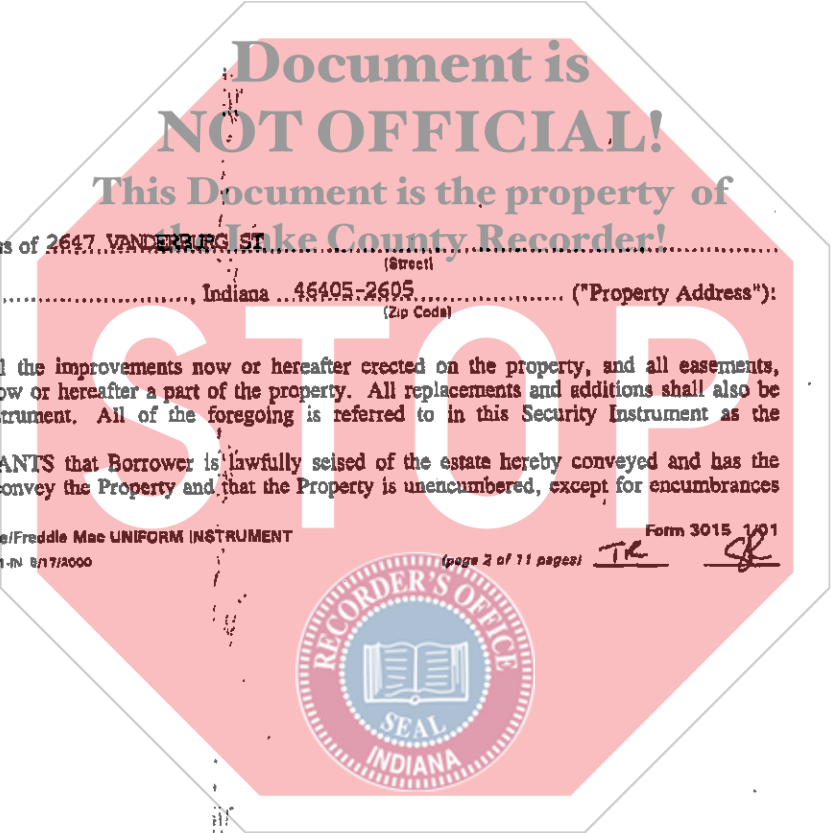 Document is
NOT OFFICIAL!
This Document is the property of
the Lake County Recorder!
as of 2647 VANDERBURG ST
(Street)
, Indiana 46405-2605 ("Property Address"):
(Zip Code)
l the improvements now or hereafter erected on the property, and all easements,
ow or hereafter a part of the property. All replacements and additions shall also be
strument. All of the foregoing is referred to in this Security Instrument as the
ANTS that Borrower is lawfully seised of the estate hereby conveyed and has the
convey the Property and that the Property is unencumbered, except for encumbrances
STOP
e/Freddie Mac UNIFORM INSTRUMENT Form 3015 1/01
1-IN 8/17/2000 (page 2 of 11 pages) TR SR
RECORDER'S OFFICE
SEAL
INDIANA